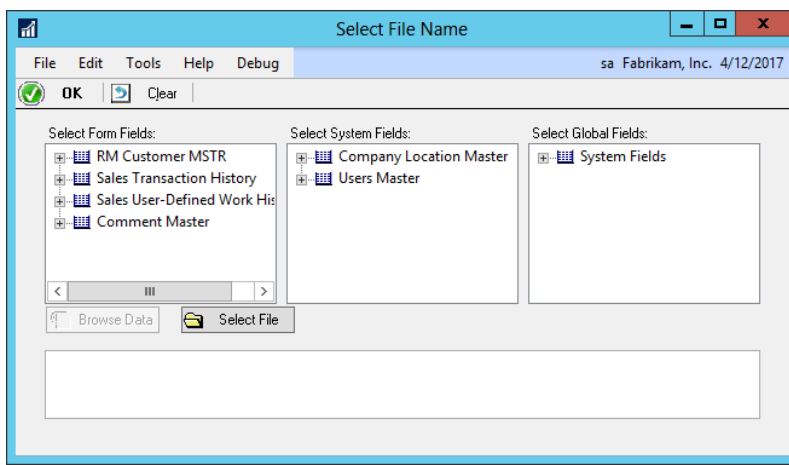 Select File Name
File Edit Tools Help Debug sa Fabrikam, Inc. 4/12/2017
OK Clear
Select Form Fields: Select System Fields: Select Global Fields:
RM Customer MSTR Company Location Master System Fields
Sales Transaction History Users Master
Sales User-Defined Work His
Comment Master
Browse Data Select File